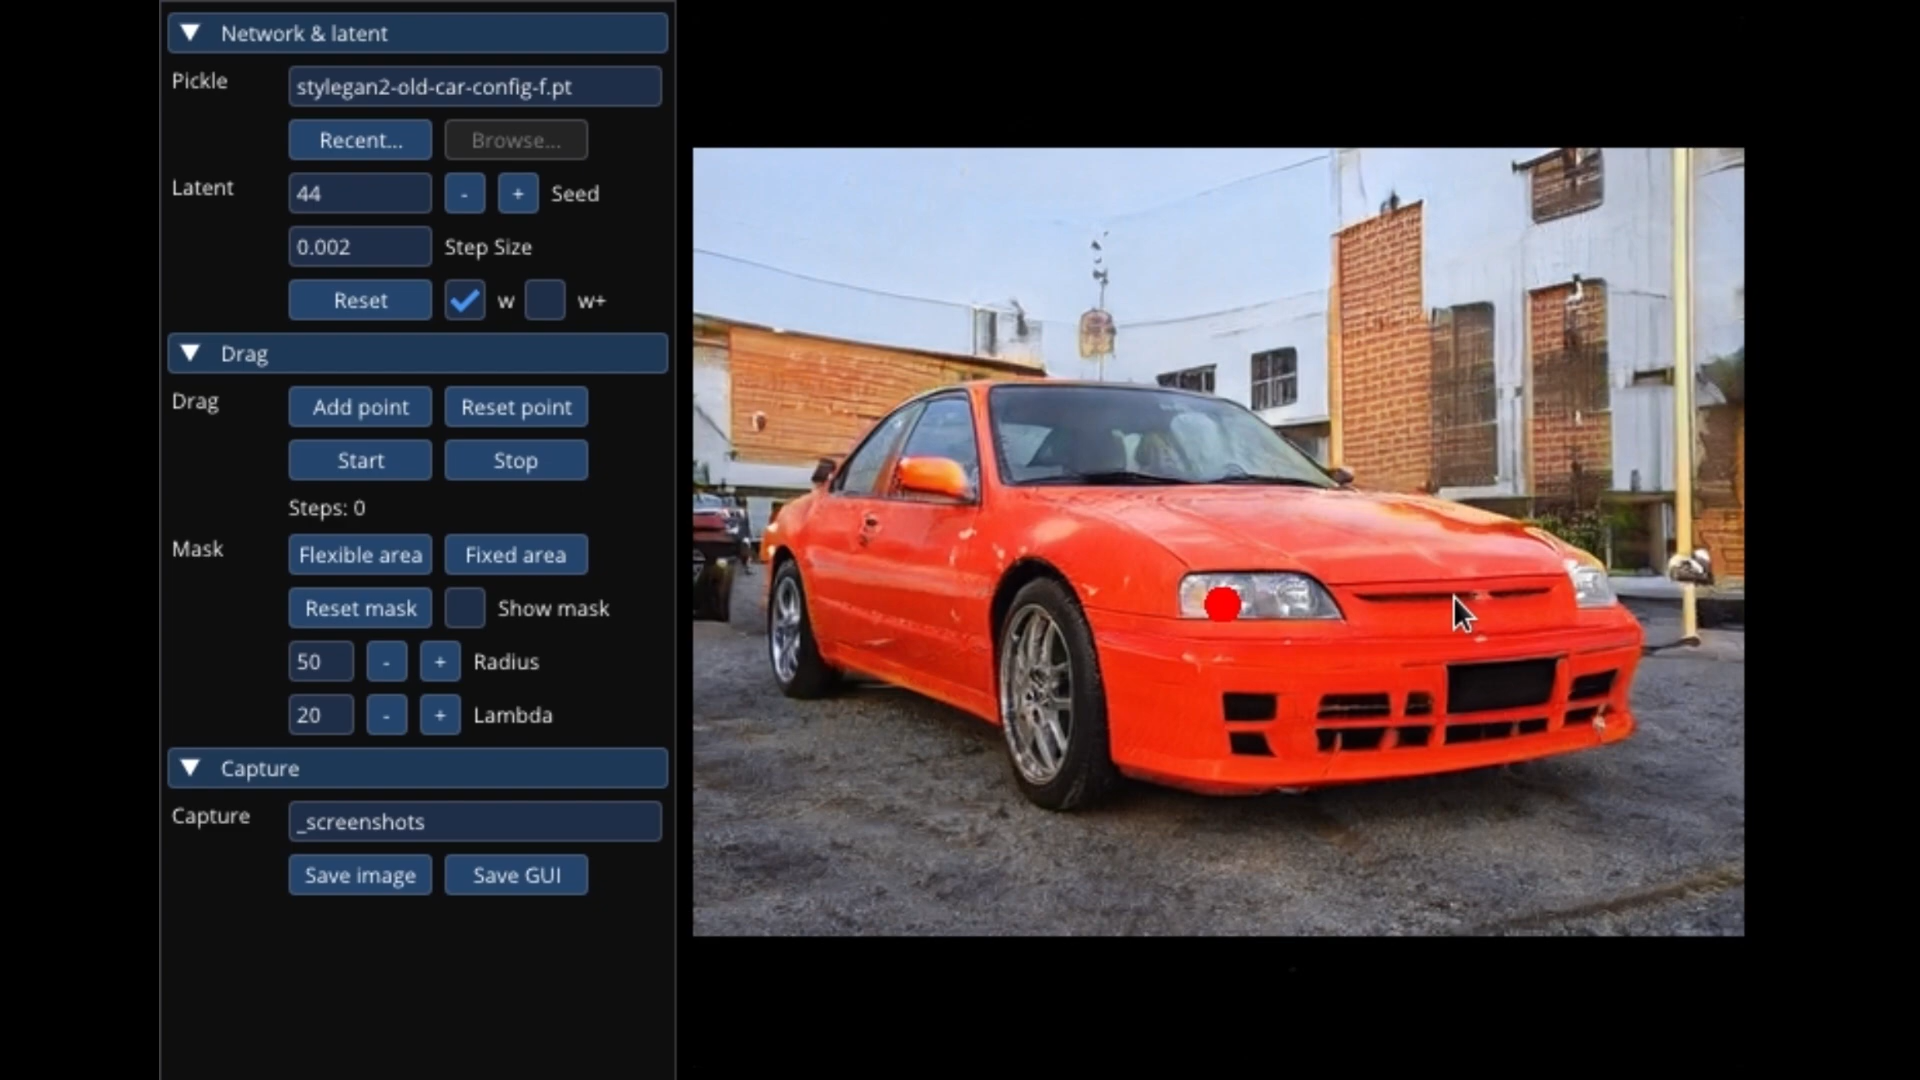 Network & latent
Pickle stylegan2-old-car-config-f.pt
Recent... Browse...
Latent 44 - + Seed
0.002 Step Size
Reset w w+
Drag
Drag Add point Reset point
Start Stop
Steps: 0
Mask Flexible area Fixed area
Reset mask Show mask
50 - + Radius
20 - + Lambda
Capture
Capture _screenshots
Save image Save GUI